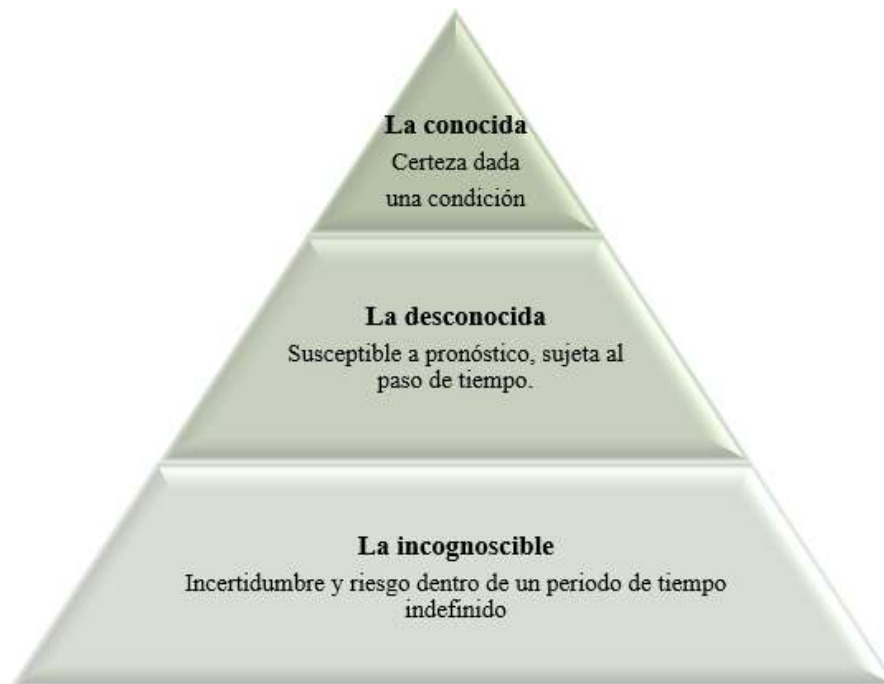 La conocida
Certeza dada
una condición
La desconocida
Susceptible a pronóstico, sujeta al
paso de tiempo.
La incognoscible
Incertidumbre y riesgo dentro de un periodo de tiempo
indefinido